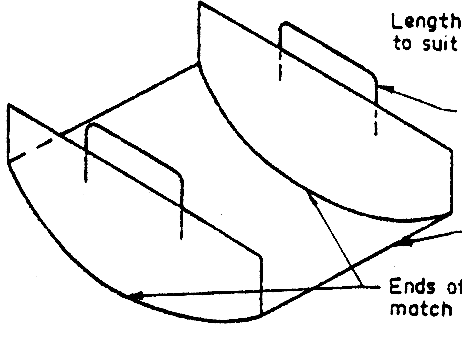 Length
to suit
Ends of
match